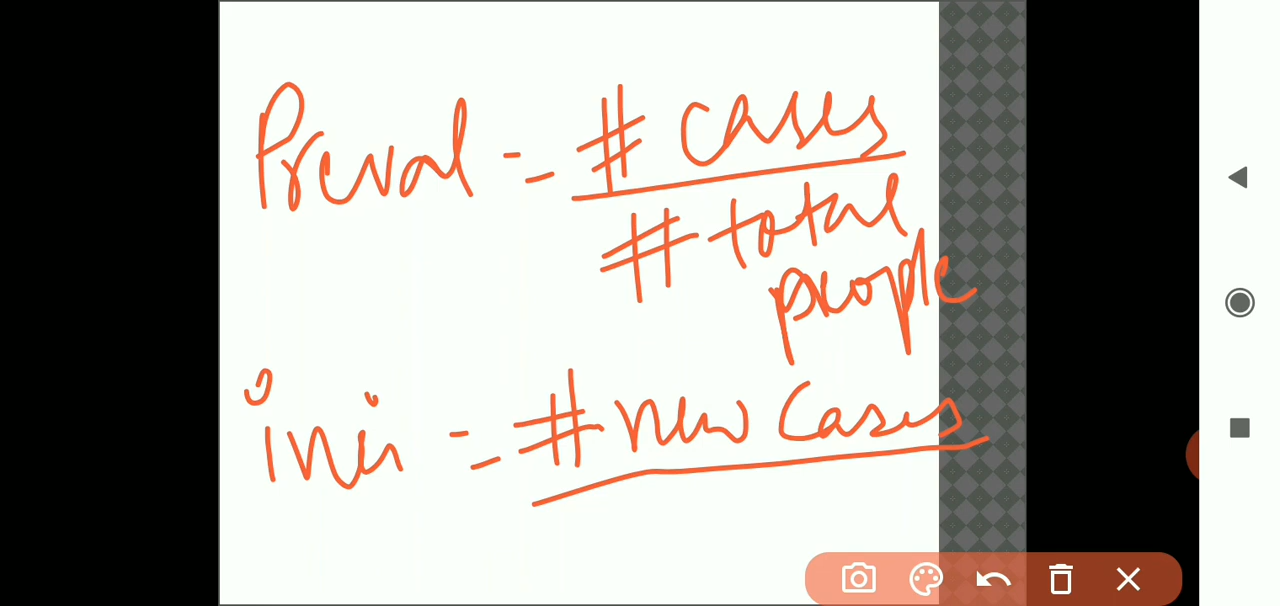 Preval = # cases
# total
people
inci = # new cases